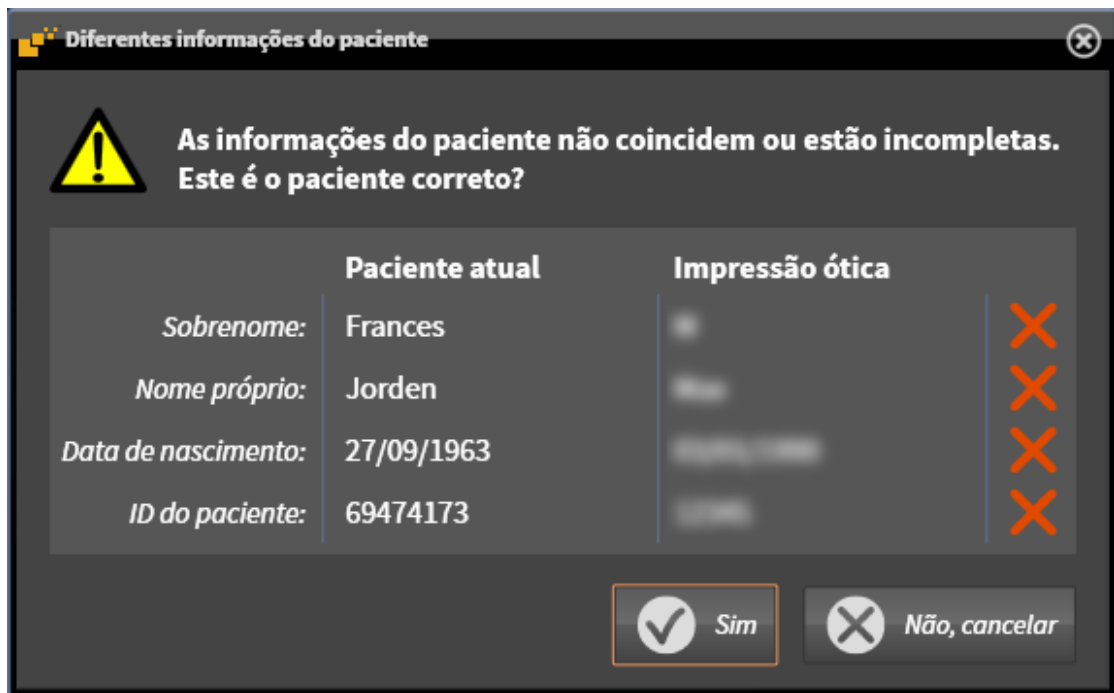 Diferentes informações do paciente
As informações do paciente não coincidem ou estão incompletas.
Este é o paciente correto?
Paciente atual Impressão ótica
Sobrenome: Frances
Nome próprio: Jorden
Data de nascimento: 27/09/1963
ID do paciente: 69474173
Sim Não, cancelar